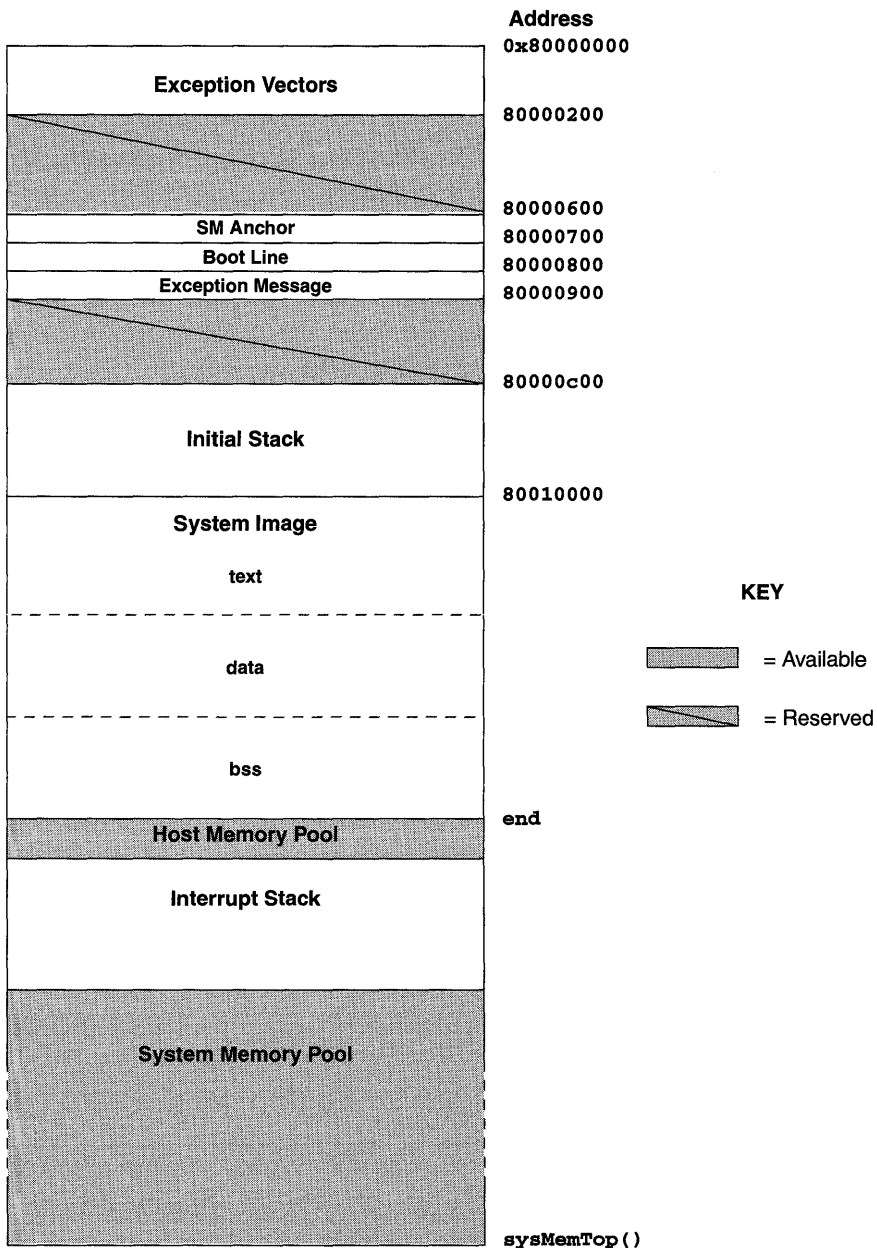 Address
0x80000000
Exception Vectors
80000200
80000600
SM Anchor
80000700
Boot Line
80000800
Exception Message
80000900
80000c00
Initial Stack
80010000
System Image
text
KEY
data
= Available
= Reserved
bss
end
Host Memory Pool
Interrupt Stack
System Memory Pool
sysMemTop()